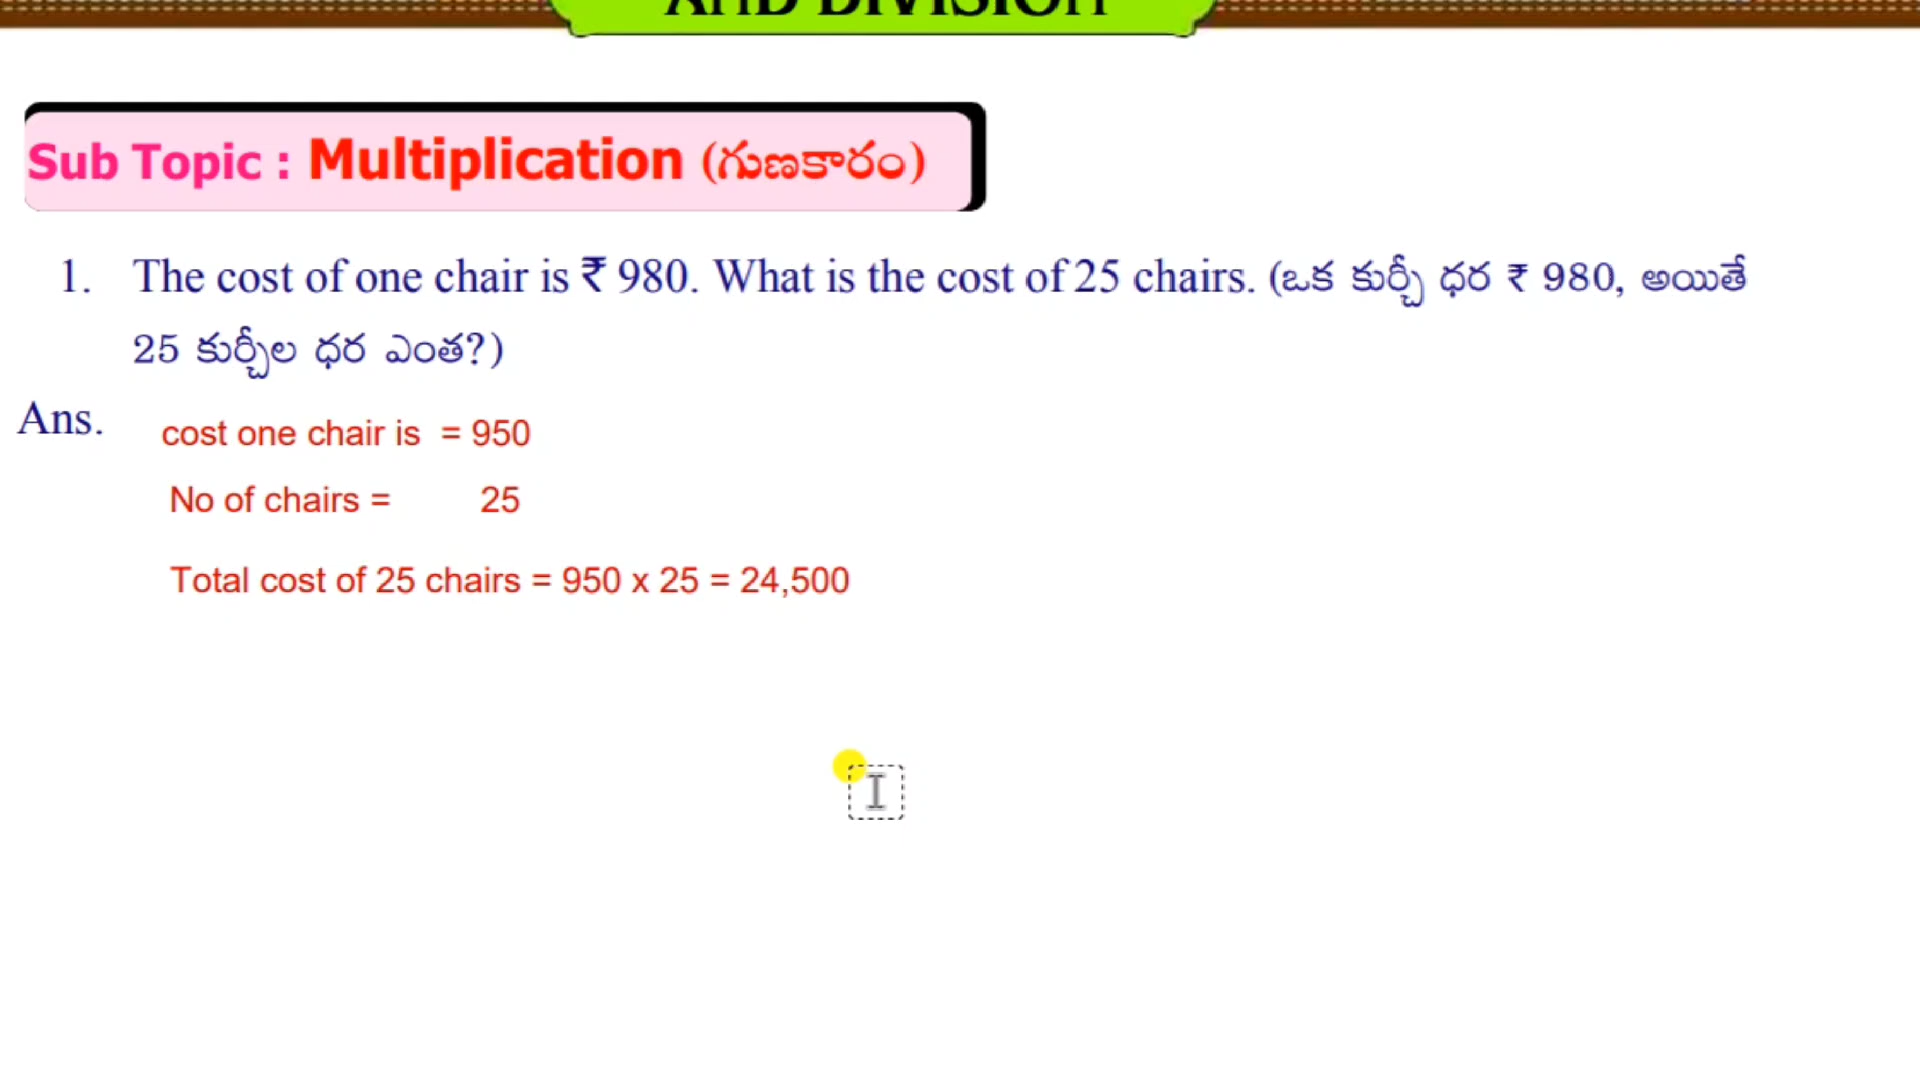 AND DIVISION
Sub Topic : Multiplication (గుణకారం)
1. The cost of one chair is ₹ 980. What is the cost of 25 chairs. (ఒక కుర్చీ ధర ₹ 980, అయితే
25 కుర్చీల ధర ఎంత?)
Ans.
cost one chair is = 950
No of chairs = 25
Total cost of 25 chairs = 950 x 25 = 24,500